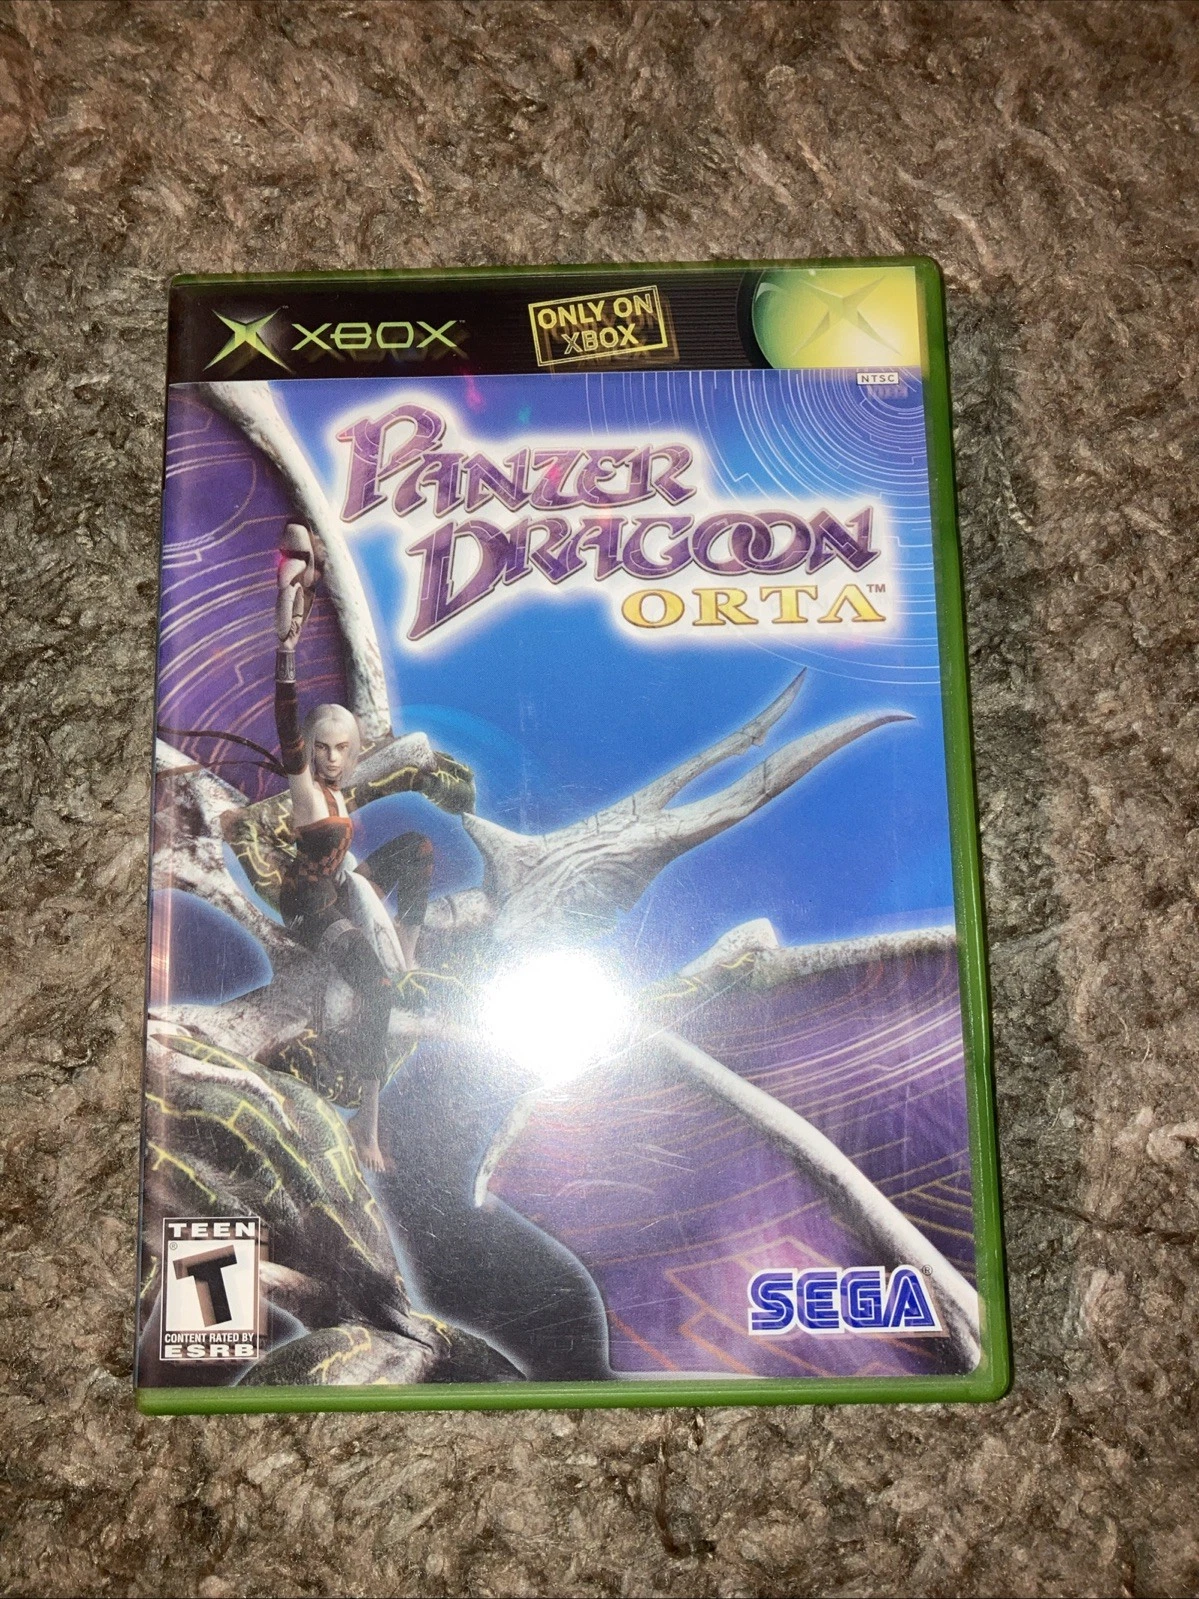 XBOX
ONLY ON
XBOX
NTSC
PANZER
DRAGOON
ORTA™
TEEN
T
®
CONTENT RATED BY
ESRB
SEGA®